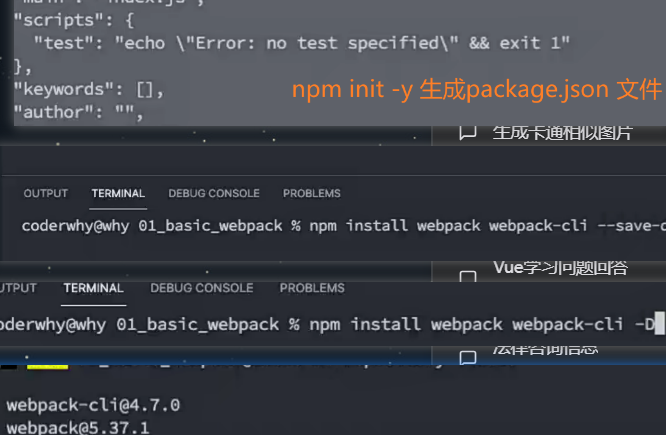 "main": "index.js",
"scripts": {
"test": "echo \"Error: no test specified\" && exit 1"
},
"keywords": [],
"author": "",
npm init -y 生成package.json 文件
生成卡通相似图片
OUTPUT TERMINAL DEBUG CONSOLE PROBLEMS
coderwhy@why 01_basic_webpack % npm install webpack webpack-cli --save-d
Vue学习问题回答
UTPUT TERMINAL DEBUG CONSOLE PROBLEMS
oderwhy@why 01_basic_webpack % npm install webpack webpack-cli -D
法律咨询信息
webpack-cli@4.7.0
webpack@5.37.1